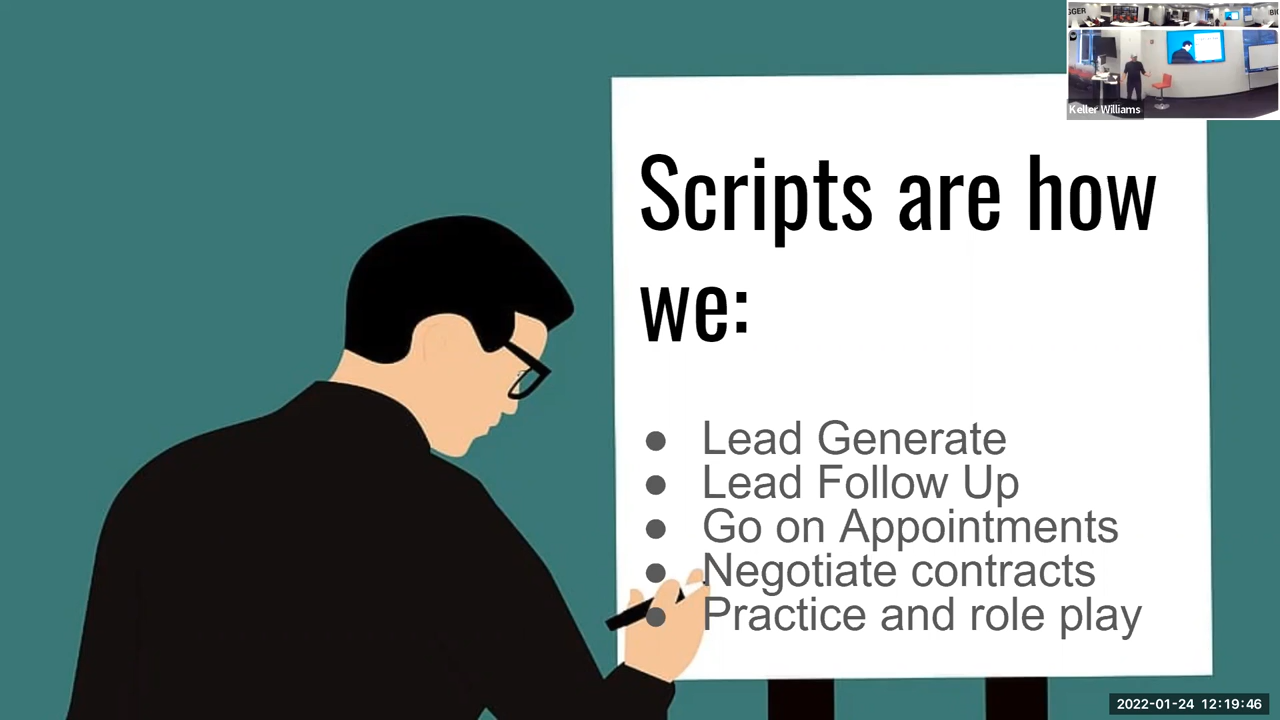 GGER
Keller Williams
Scripts are how
we:
● Lead Generate
● Lead Follow Up
● Go on Appointments
● Negotiate contracts
● Practice and role play
2022-01-24 12:19:46